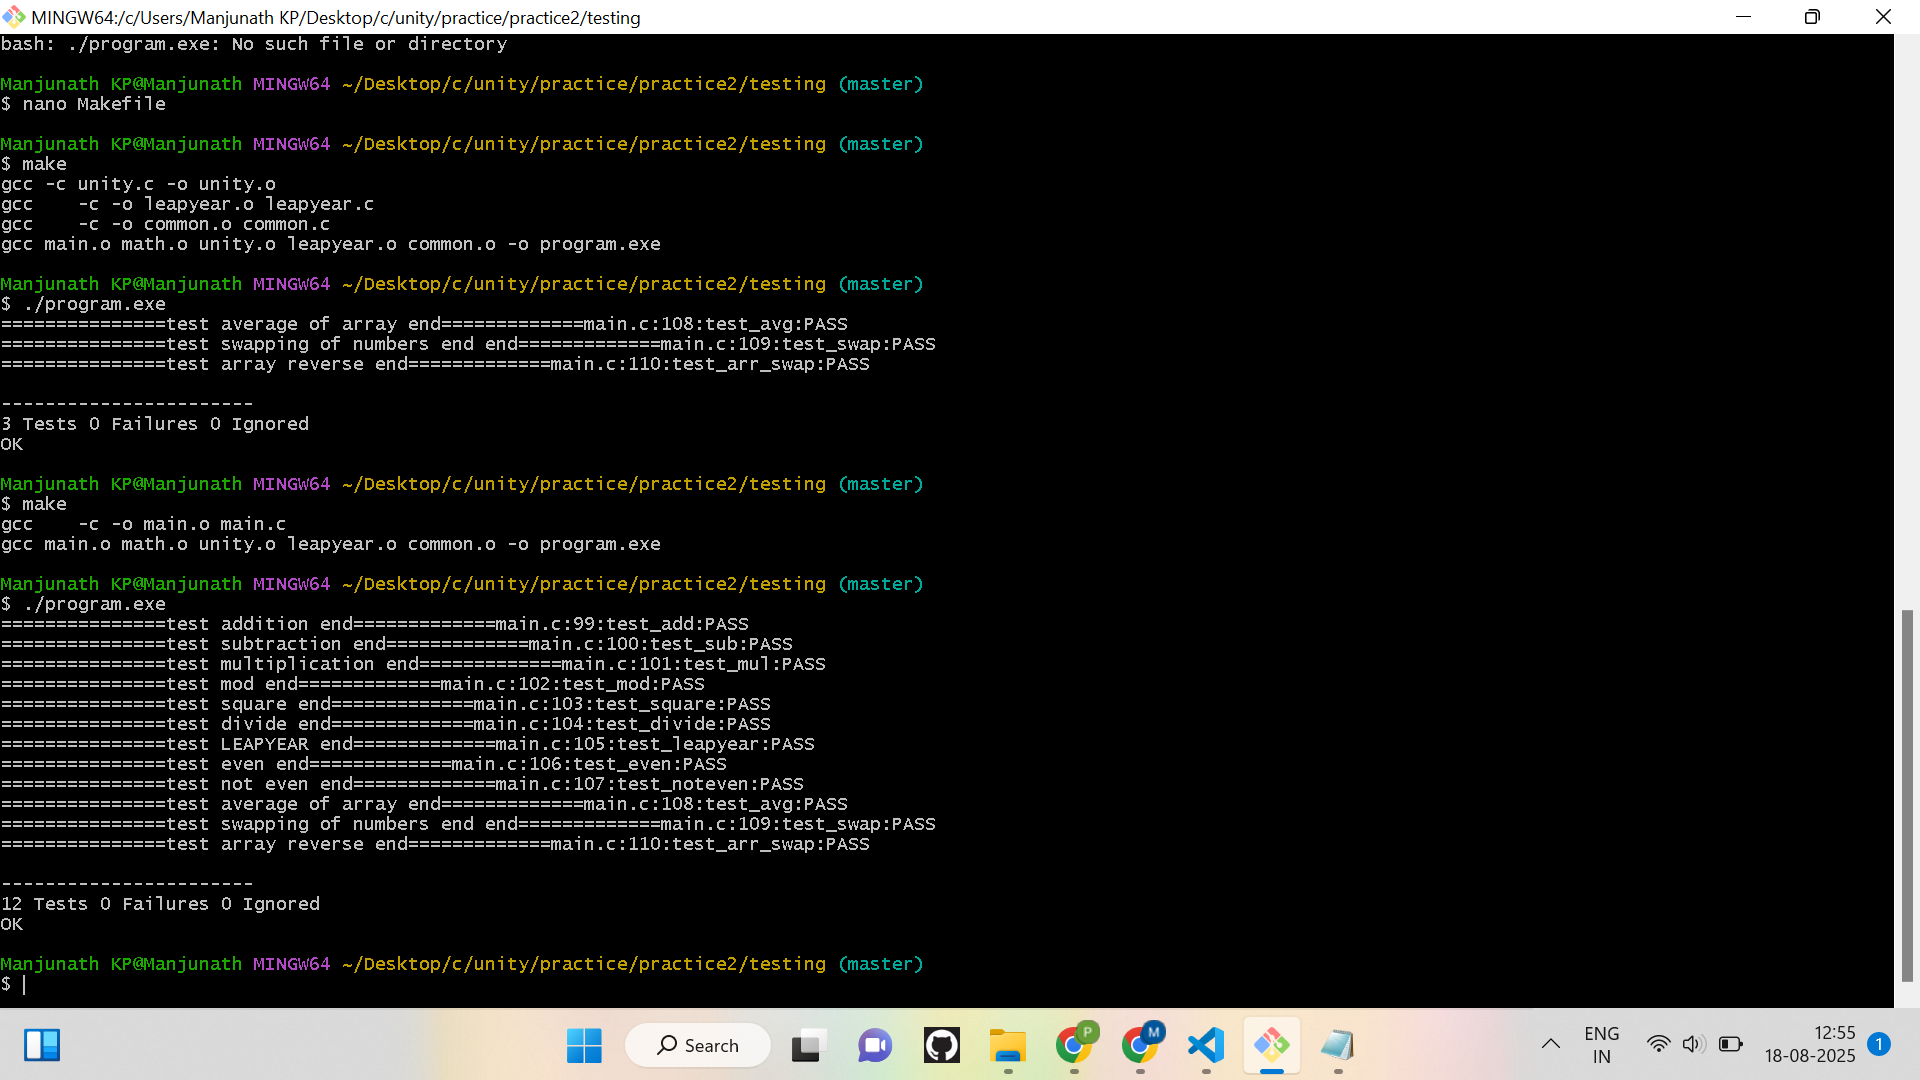 MINGW64:/c/Users/Manjunath KP/Desktop/c/unity/practice/practice2/testing
bash: ./program.exe: No such file or directory
Manjunath KP@Manjunath MINGW64 ~/Desktop/c/unity/practice/practice2/testing (master)
$ nano Makefile
Manjunath KP@Manjunath MINGW64 ~/Desktop/c/unity/practice/practice2/testing (master)
$ make
gcc -c unity.c -o unity.o
gcc    -c -o leapyear.o leapyear.c
gcc    -c -o common.o common.c
gcc main.o math.o unity.o leapyear.o common.o -o program.exe
Manjunath KP@Manjunath MINGW64 ~/Desktop/c/unity/practice/practice2/testing (master)
$ ./program.exe
===============test average of array end=============main.c:108:test_avg:PASS
===============test swapping of numbers end end=============main.c:109:test_swap:PASS
===============test array reverse end=============main.c:110:test_arr_swap:PASS
-----------------------
3 Tests 0 Failures 0 Ignored
OK
Manjunath KP@Manjunath MINGW64 ~/Desktop/c/unity/practice/practice2/testing (master)
$ make
gcc    -c -o main.o main.c
gcc main.o math.o unity.o leapyear.o common.o -o program.exe
Manjunath KP@Manjunath MINGW64 ~/Desktop/c/unity/practice/practice2/testing (master)
$ ./program.exe
===============test addition end=============main.c:99:test_add:PASS
===============test subtraction end=============main.c:100:test_sub:PASS
===============test multiplication end=============main.c:101:test_mul:PASS
===============test mod end=============main.c:102:test_mod:PASS
===============test square end=============main.c:103:test_square:PASS
===============test divide end=============main.c:104:test_divide:PASS
===============test LEAPYEAR end=============main.c:105:test_leapyear:PASS
===============test even end=============main.c:106:test_even:PASS
===============test not even end=============main.c:107:test_noteven:PASS
===============test average of array end=============main.c:108:test_avg:PASS
===============test swapping of numbers end end=============main.c:109:test_swap:PASS
===============test array reverse end=============main.c:110:test_arr_swap:PASS
-----------------------
12 Tests 0 Failures 0 Ignored
OK
Manjunath KP@Manjunath MINGW64 ~/Desktop/c/unity/practice/practice2/testing (master)
$
Search
P
M
ENG
IN
12:55
18-08-2025
1